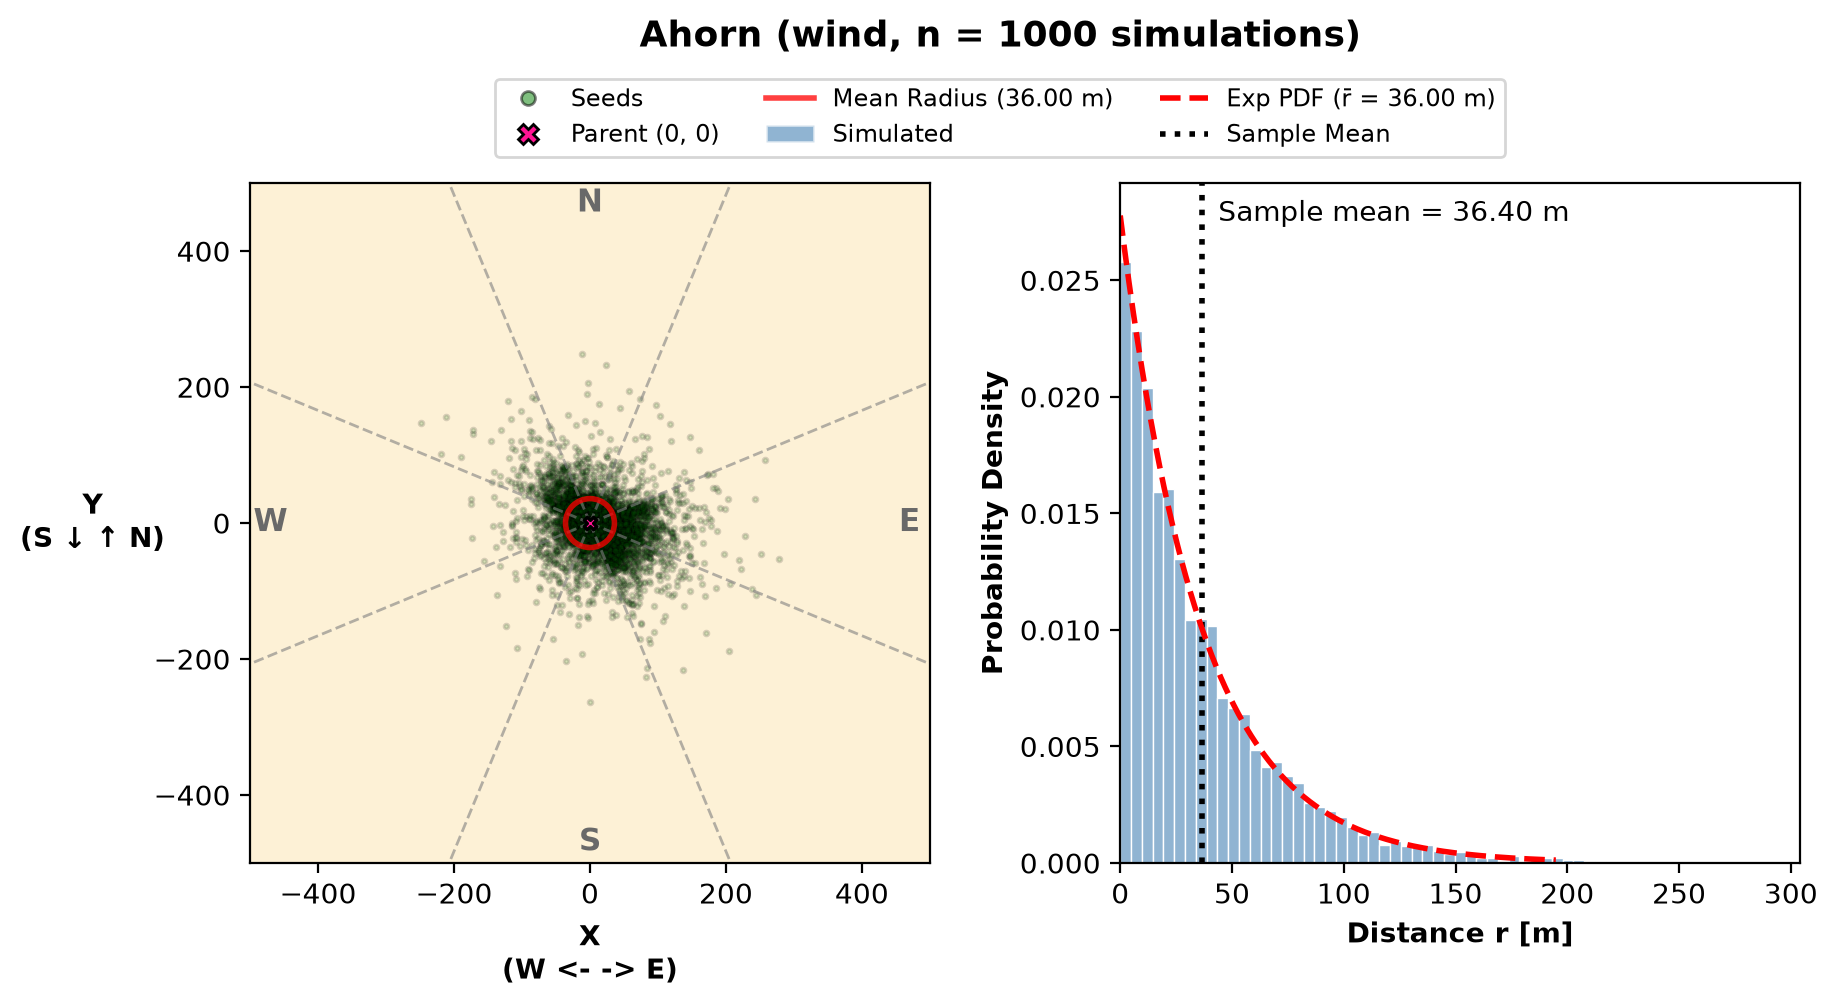 Ahorn (wind, n = 1000 simulations)
Seeds
Parent (0, 0)
Mean Radius (36.00 m)
Simulated
Exp PDF (r̄ = 36.00 m)
Sample Mean
N
W
E
S
400
200
0
−200
−400
−400
−200
0
200
400
Y
(S ↓ ↑ N)
X
(W <- -> E)
Sample mean = 36.40 m
0.025
0.020
0.015
0.010
0.005
0.000
0
50
100
150
200
250
300
Probability Density
Distance r [m]